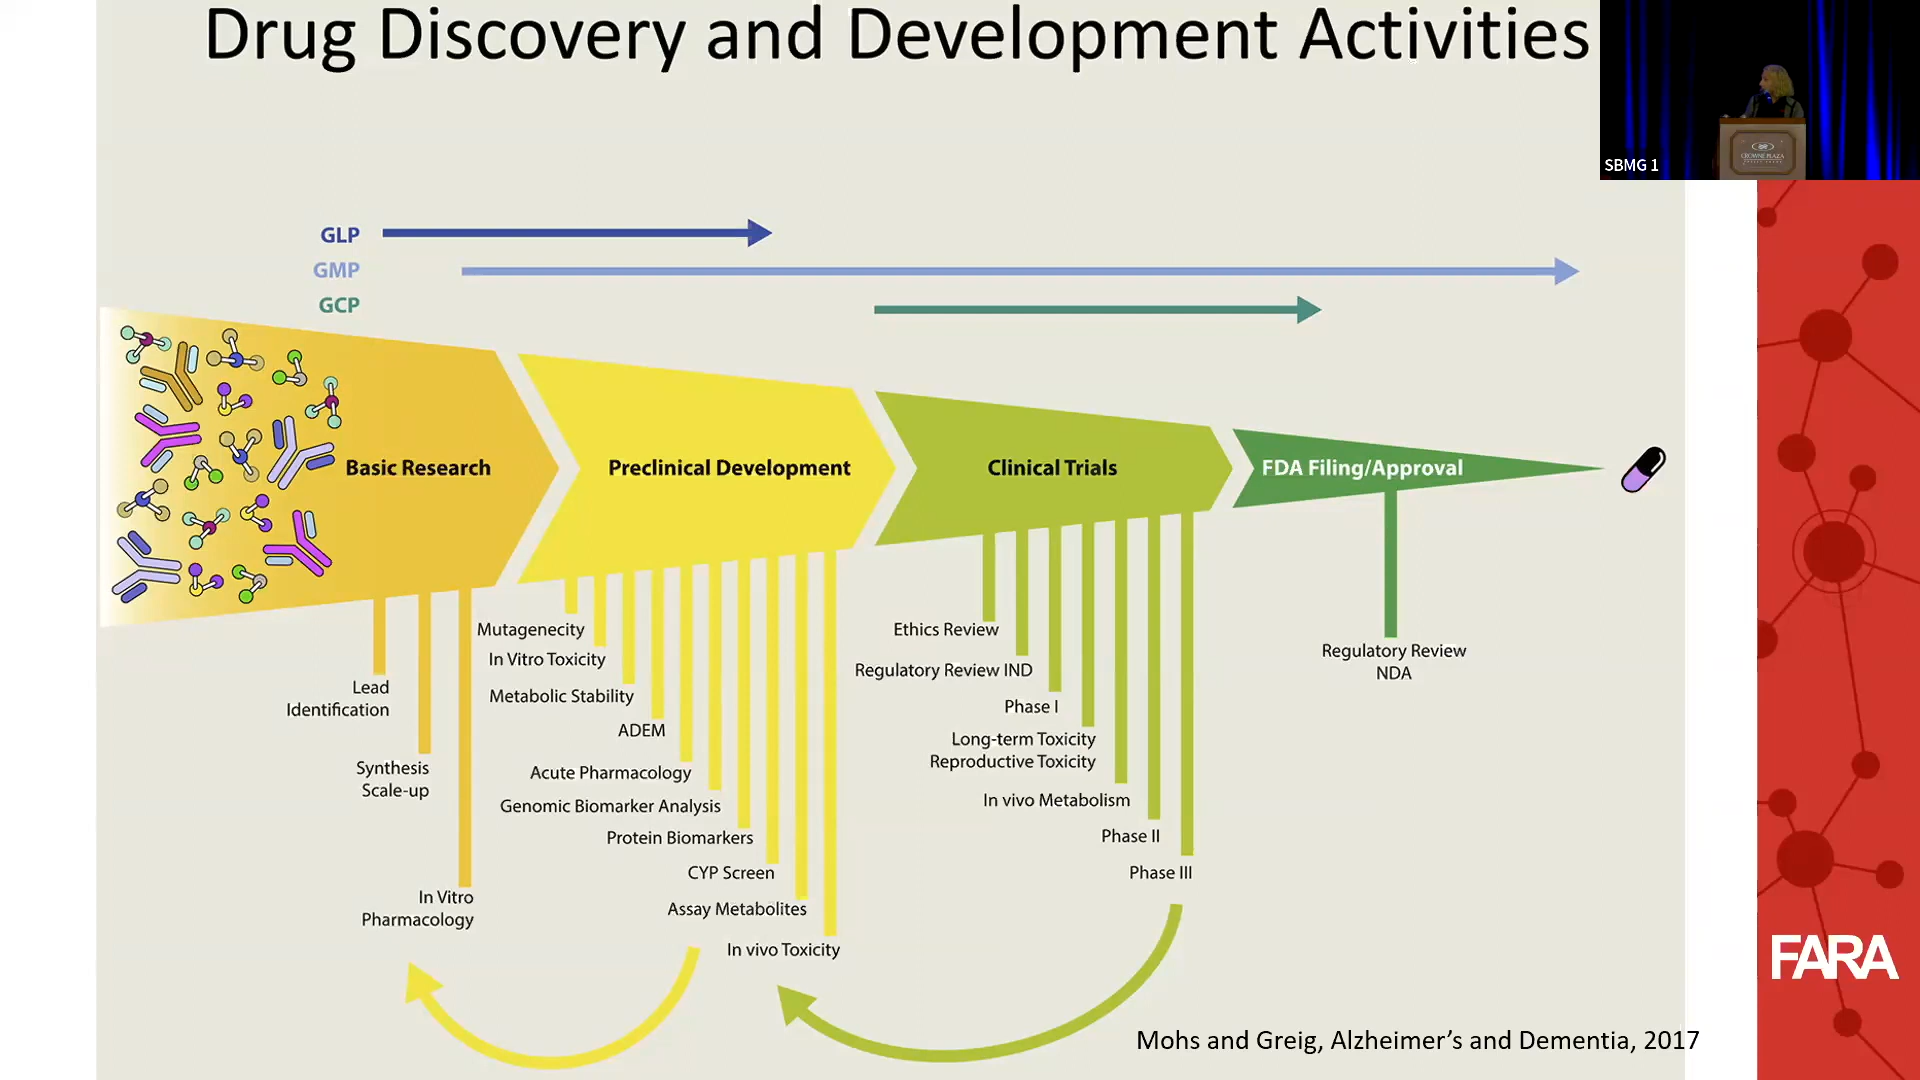 Drug Discovery and Development Activities
SBMG 1
CROWNE PLAZA
GLP
GMP
GCP
Basic Research
Preclinical Development
Clinical Trials
FDA Filing/Approval
Lead
Identification
Synthesis
Scale-up
In Vitro
Pharmacology
Mutagenecity
In Vitro Toxicity
Metabolic Stability
ADEM
Acute Pharmacology
Genomic Biomarker Analysis
Protein Biomarkers
CYP Screen
Assay Metabolites
In vivo Toxicity
Ethics Review
Regulatory Review IND
Phase I
Long-term Toxicity
Reproductive Toxicity
In vivo Metabolism
Phase II
Phase III
Regulatory Review
NDA
FARA
Mohs and Greig, Alzheimer’s and Dementia, 2017